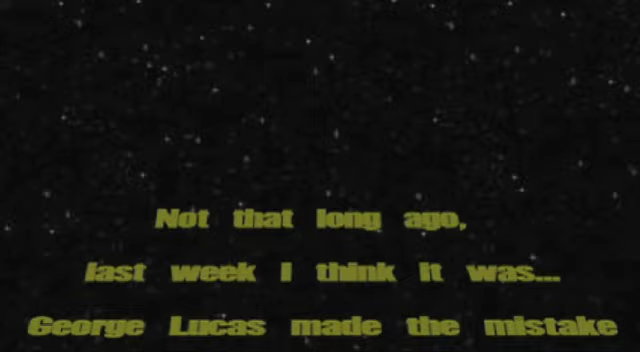 Not that long ago,
last week I think it was...
George Lucas made the mistake